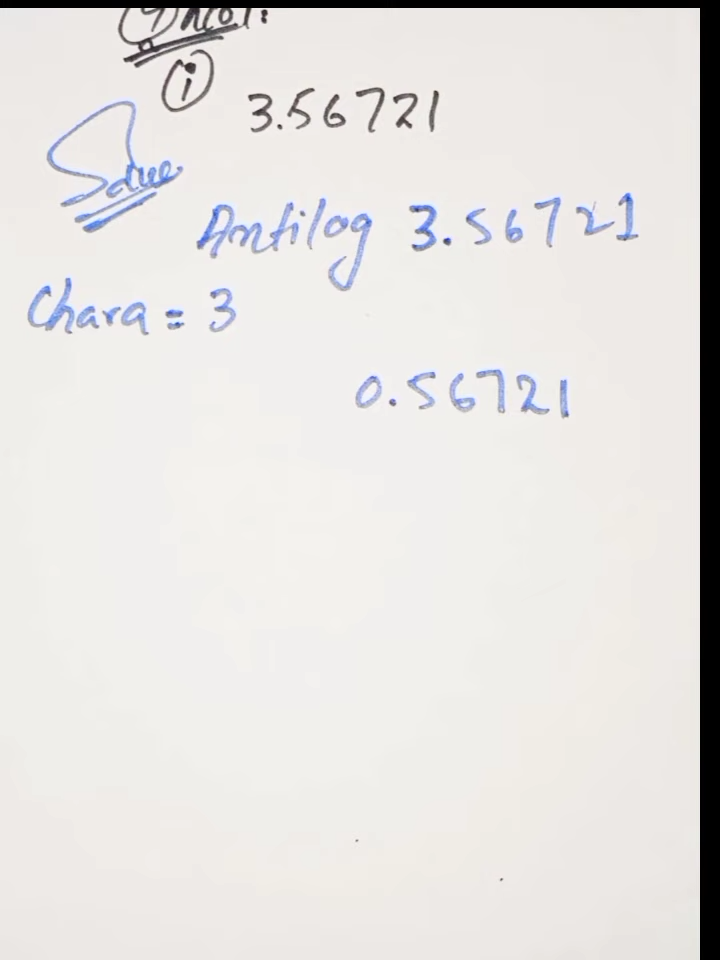 i
3.56721
Solve
Antilog 3.56721
Chara = 3
0.56721